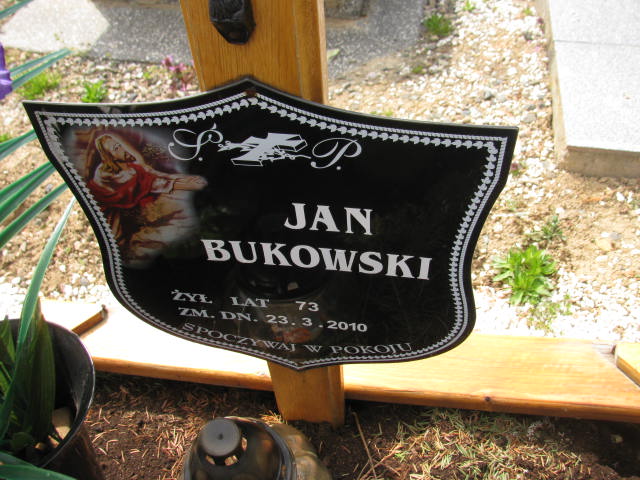 Ś. P.
JAN
BUKOWSKI
ŻYŁ LAT 73
ZM. DN. 23.3.2010
SPOCZYWAJ W POKOJU